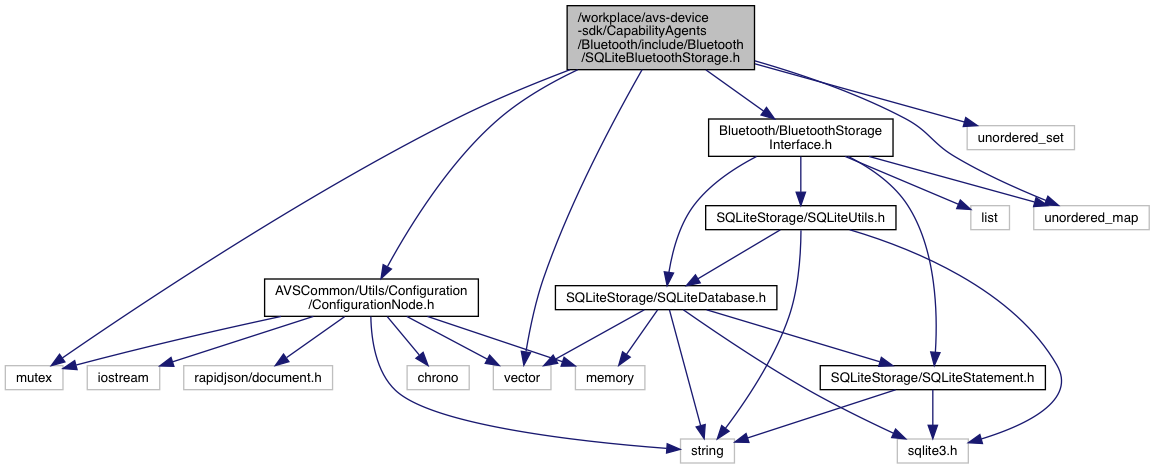 /workplace/avs-device
-sdk/CapabilityAgents
/Bluetooth/include/Bluetooth
/SQLiteBluetoothStorage.h
Bluetooth/BluetoothStorage
Interface.h
unordered_set
SQLiteStorage/SQLiteUtils.h
list
unordered_map
AVSCommon/Utils/Configuration
/ConfigurationNode.h
SQLiteStorage/SQLiteDatabase.h
mutex
iostream
rapidjson/document.h
chrono
vector
memory
SQLiteStorage/SQLiteStatement.h
string
sqlite3.h